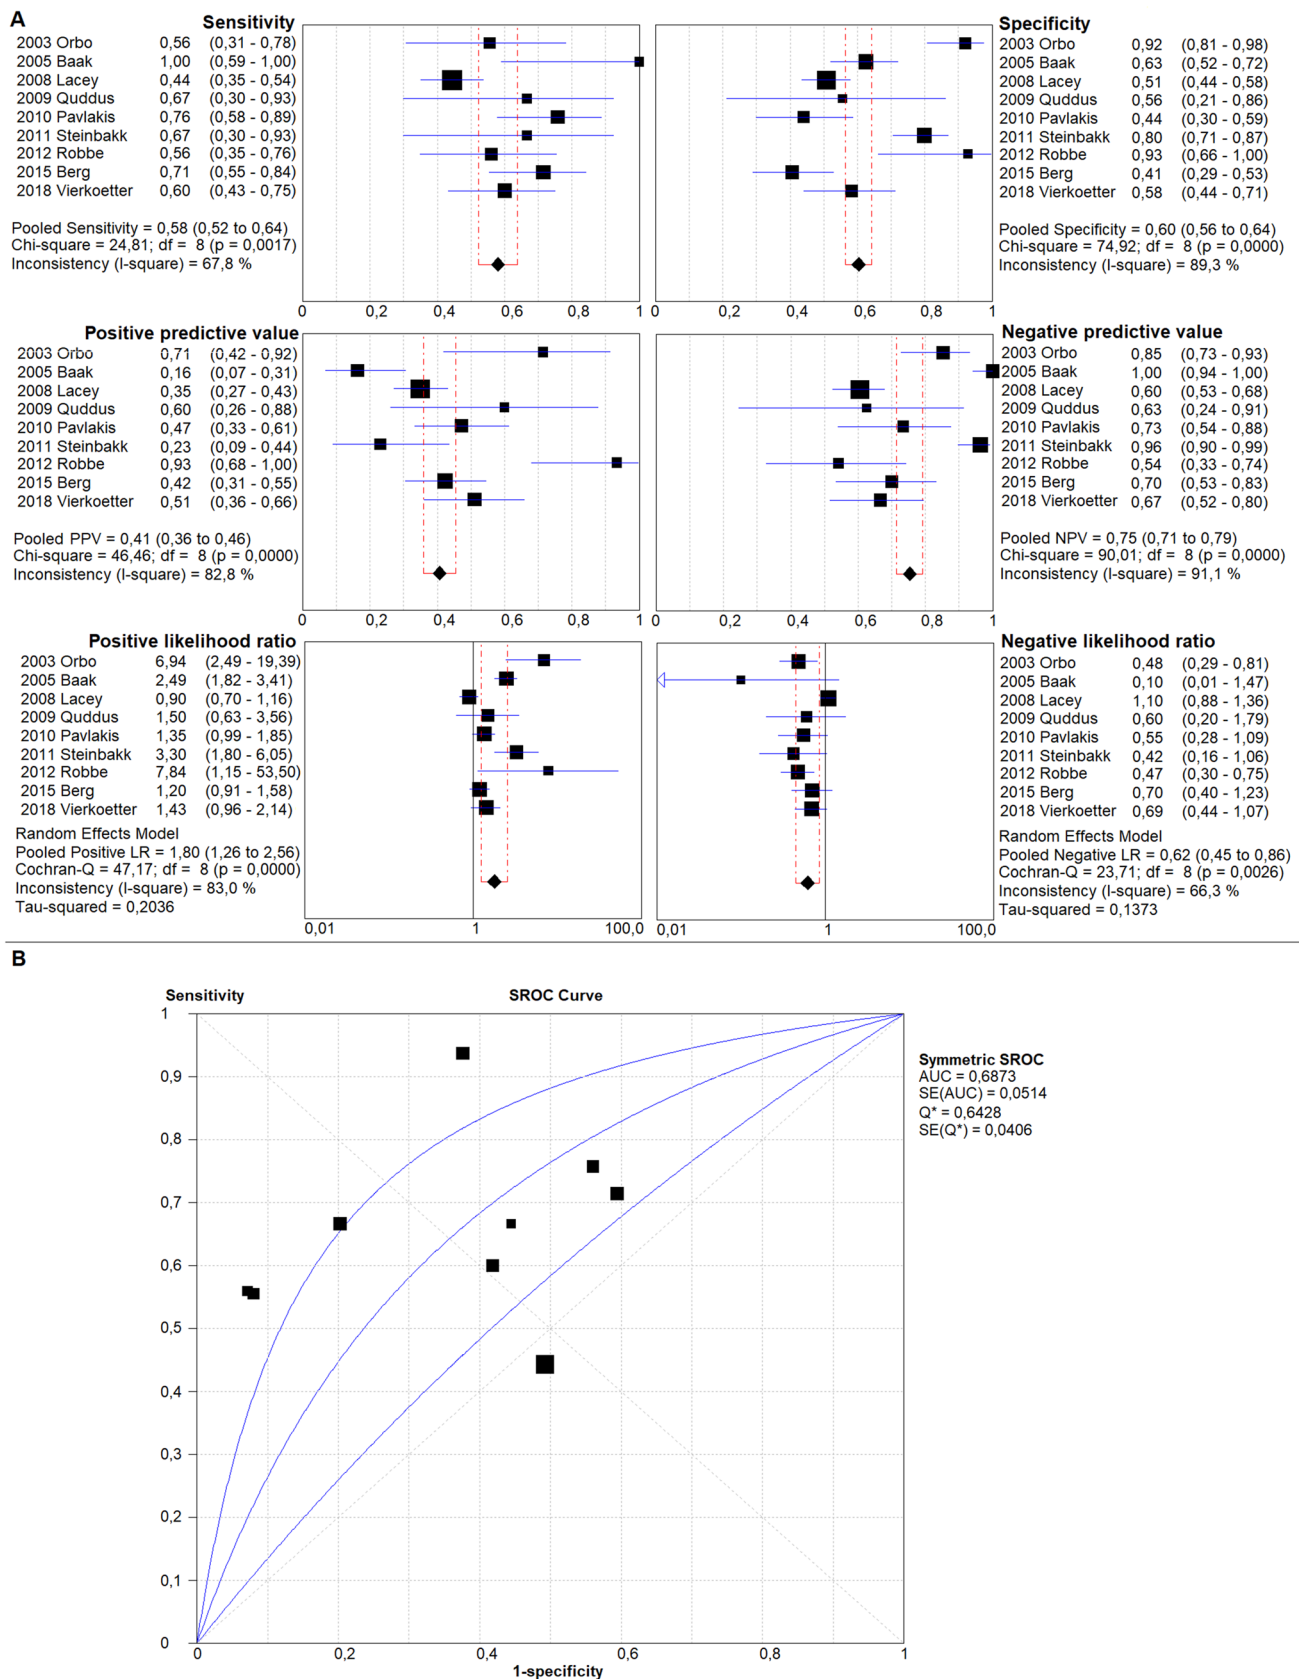 A
Sensitivity
2003 Orbo 0,56 (0,31 - 0,78)
2005 Baak 1,00 (0,59 - 1,00)
2008 Lacey 0,44 (0,35 - 0,54)
2009 Quddus 0,67 (0,30 - 0,93)
2010 Pavlakis 0,76 (0,58 - 0,89)
2011 Steinbakk 0,67 (0,30 - 0,93)
2012 Robbe 0,56 (0,35 - 0,76)
2015 Berg 0,71 (0,55 - 0,84)
2018 Vierkoetter 0,60 (0,43 - 0,75)
Pooled Sensitivity = 0,58 (0,52 to 0,64)
Chi-square = 24,81; df = 8 (p = 0,0017)
Inconsistency (I-square) = 67,8 %
0 0,2 0,4 0,6 0,8 1
Specificity
2003 Orbo 0,92 (0,81 - 0,98)
2005 Baak 0,63 (0,52 - 0,72)
2008 Lacey 0,51 (0,44 - 0,58)
2009 Quddus 0,56 (0,21 - 0,86)
2010 Pavlakis 0,44 (0,30 - 0,59)
2011 Steinbakk 0,80 (0,71 - 0,87)
2012 Robbe 0,93 (0,66 - 1,00)
2015 Berg 0,41 (0,29 - 0,53)
2018 Vierkoetter 0,58 (0,44 - 0,71)
Pooled Specificity = 0,60 (0,56 to 0,64)
Chi-square = 74,92; df = 8 (p = 0,0000)
Inconsistency (I-square) = 89,3 %
0 0,2 0,4 0,6 0,8 1
Positive predictive value
2003 Orbo 0,71 (0,42 - 0,92)
2005 Baak 0,16 (0,07 - 0,31)
2008 Lacey 0,35 (0,27 - 0,43)
2009 Quddus 0,60 (0,26 - 0,88)
2010 Pavlakis 0,47 (0,33 - 0,61)
2011 Steinbakk 0,23 (0,09 - 0,44)
2012 Robbe 0,93 (0,68 - 1,00)
2015 Berg 0,42 (0,31 - 0,55)
2018 Vierkoetter 0,51 (0,36 - 0,66)
Pooled PPV = 0,41 (0,36 to 0,46)
Chi-square = 46,46; df = 8 (p = 0,0000)
Inconsistency (I-square) = 82,8 %
0 0,2 0,4 0,6 0,8 1
Negative predictive value
2003 Orbo 0,85 (0,73 - 0,93)
2005 Baak 1,00 (0,94 - 1,00)
2008 Lacey 0,60 (0,53 - 0,68)
2009 Quddus 0,63 (0,24 - 0,91)
2010 Pavlakis 0,73 (0,54 - 0,88)
2011 Steinbakk 0,96 (0,90 - 0,99)
2012 Robbe 0,54 (0,33 - 0,74)
2015 Berg 0,70 (0,53 - 0,83)
2018 Vierkoetter 0,67 (0,52 - 0,80)
Pooled NPV = 0,75 (0,71 to 0,79)
Chi-square = 90,01; df = 8 (p = 0,0000)
Inconsistency (I-square) = 91,1 %
0 0,2 0,4 0,6 0,8 1
Positive likelihood ratio
2003 Orbo 6,94 (2,49 - 19,39)
2005 Baak 2,49 (1,82 - 3,41)
2008 Lacey 0,90 (0,70 - 1,16)
2009 Quddus 1,50 (0,63 - 3,56)
2010 Pavlakis 1,35 (0,99 - 1,85)
2011 Steinbakk 3,30 (1,80 - 6,05)
2012 Robbe 7,84 (1,15 - 53,50)
2015 Berg 1,20 (0,91 - 1,58)
2018 Vierkoetter 1,43 (0,96 - 2,14)
Random Effects Model
Pooled Positive LR = 1,80 (1,26 to 2,56)
Cochran-Q = 47,17; df = 8 (p = 0,0000)
Inconsistency (I-square) = 83,0 %
Tau-squared = 0,2036
0,01 1 100,0
Negative likelihood ratio
2003 Orbo 0,48 (0,29 - 0,81)
2005 Baak 0,10 (0,01 - 1,47)
2008 Lacey 1,10 (0,88 - 1,36)
2009 Quddus 0,60 (0,20 - 1,79)
2010 Pavlakis 0,55 (0,28 - 1,09)
2011 Steinbakk 0,42 (0,16 - 1,06)
2012 Robbe 0,47 (0,30 - 0,75)
2015 Berg 0,70 (0,40 - 1,23)
2018 Vierkoetter 0,69 (0,44 - 1,07)
Random Effects Model
Pooled Negative LR = 0,62 (0,45 to 0,86)
Cochran-Q = 23,71; df = 8 (p = 0,0026)
Inconsistency (I-square) = 66,3 %
Tau-squared = 0,1373
0,01 1 100,0
B
Sensitivity SROC Curve
1
0,9
0,8
0,7
0,6
0,5
0,4
0,3
0,2
0,1
0
0 0,2 0,4 0,6 0,8 1
1-specificity
Symmetric SROC
AUC = 0,6873
SE(AUC) = 0,0514
Q* = 0,6428
SE(Q*) = 0,0406